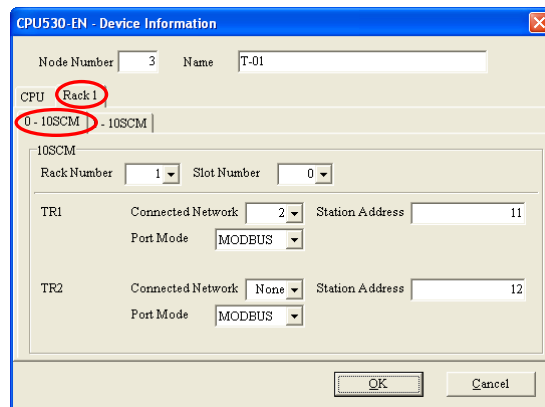 CPU530-EN - Device Information
Node Number 3 Name T-01
CPU Rack 1
0 - 10SCM - 10SCM
10SCM
Rack Number 1 Slot Number 0
TR1 Connected Network 2 Station Address 11
Port Mode MODBUS
TR2 Connected Network None Station Address 12
Port Mode MODBUS
OK Cancel